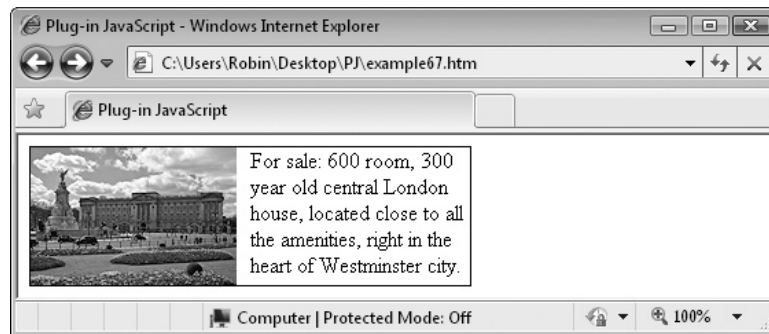 Plug-in JavaScript - Windows Internet Explorer
C:\Users\Robin\Desktop\PJ\example67.htm
Plug-in JavaScript
For sale: 600 room, 300
year old central London
house, located close to all
the amenities, right in the
heart of Westminster city.
Computer | Protected Mode: Off
100%